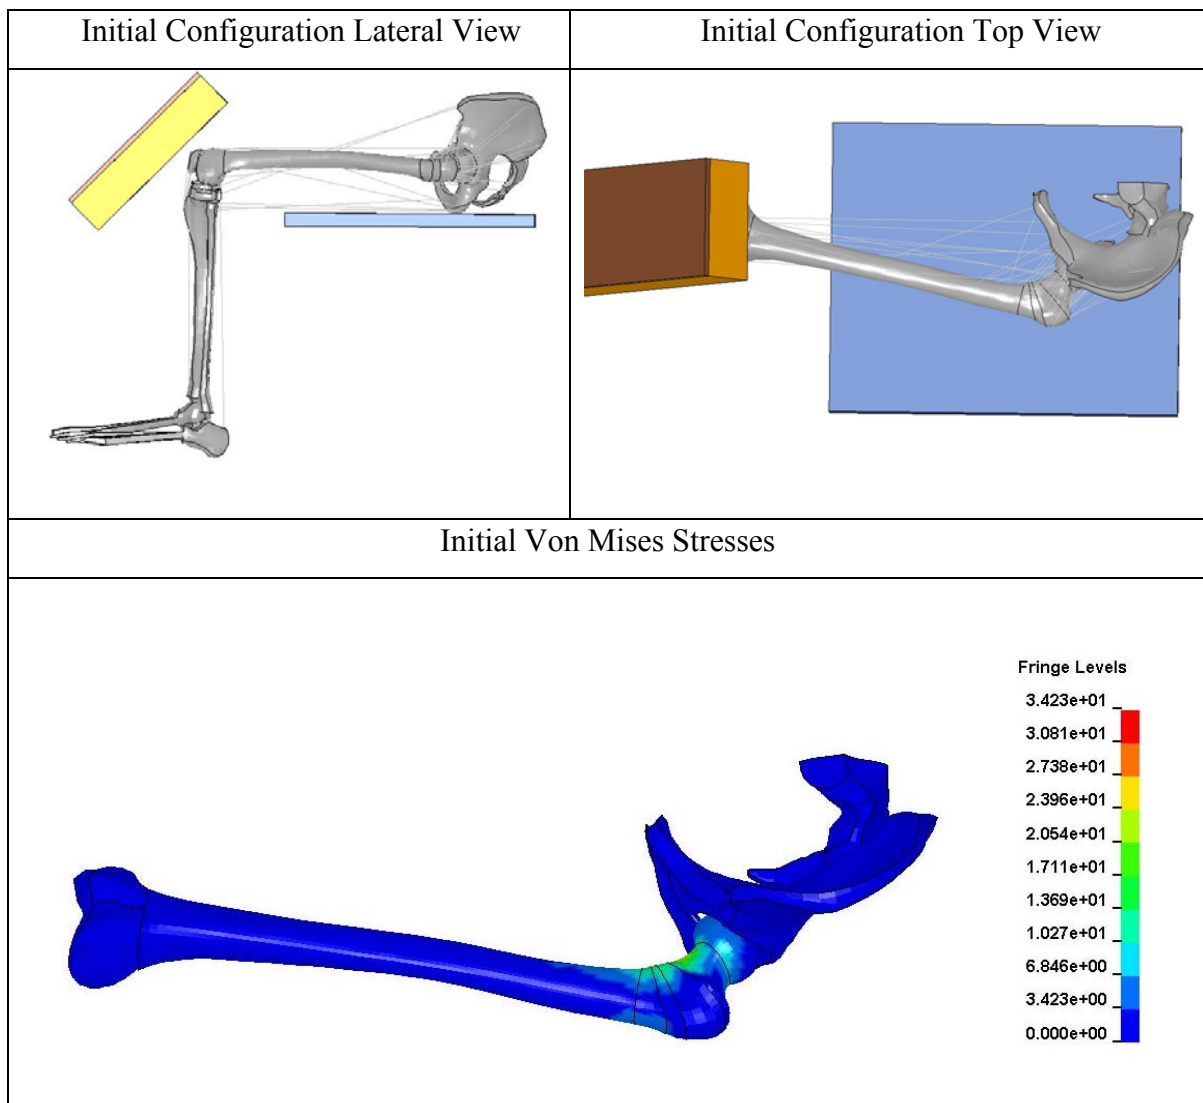 Initial Configuration Lateral View
Initial Configuration Top View
Initial Von Mises Stresses
Fringe Levels
3.423e+01
3.081e+01
2.738e+01
2.396e+01
2.054e+01
1.711e+01
1.369e+01
1.027e+01
6.846e+00
3.423e+00
0.000e+00